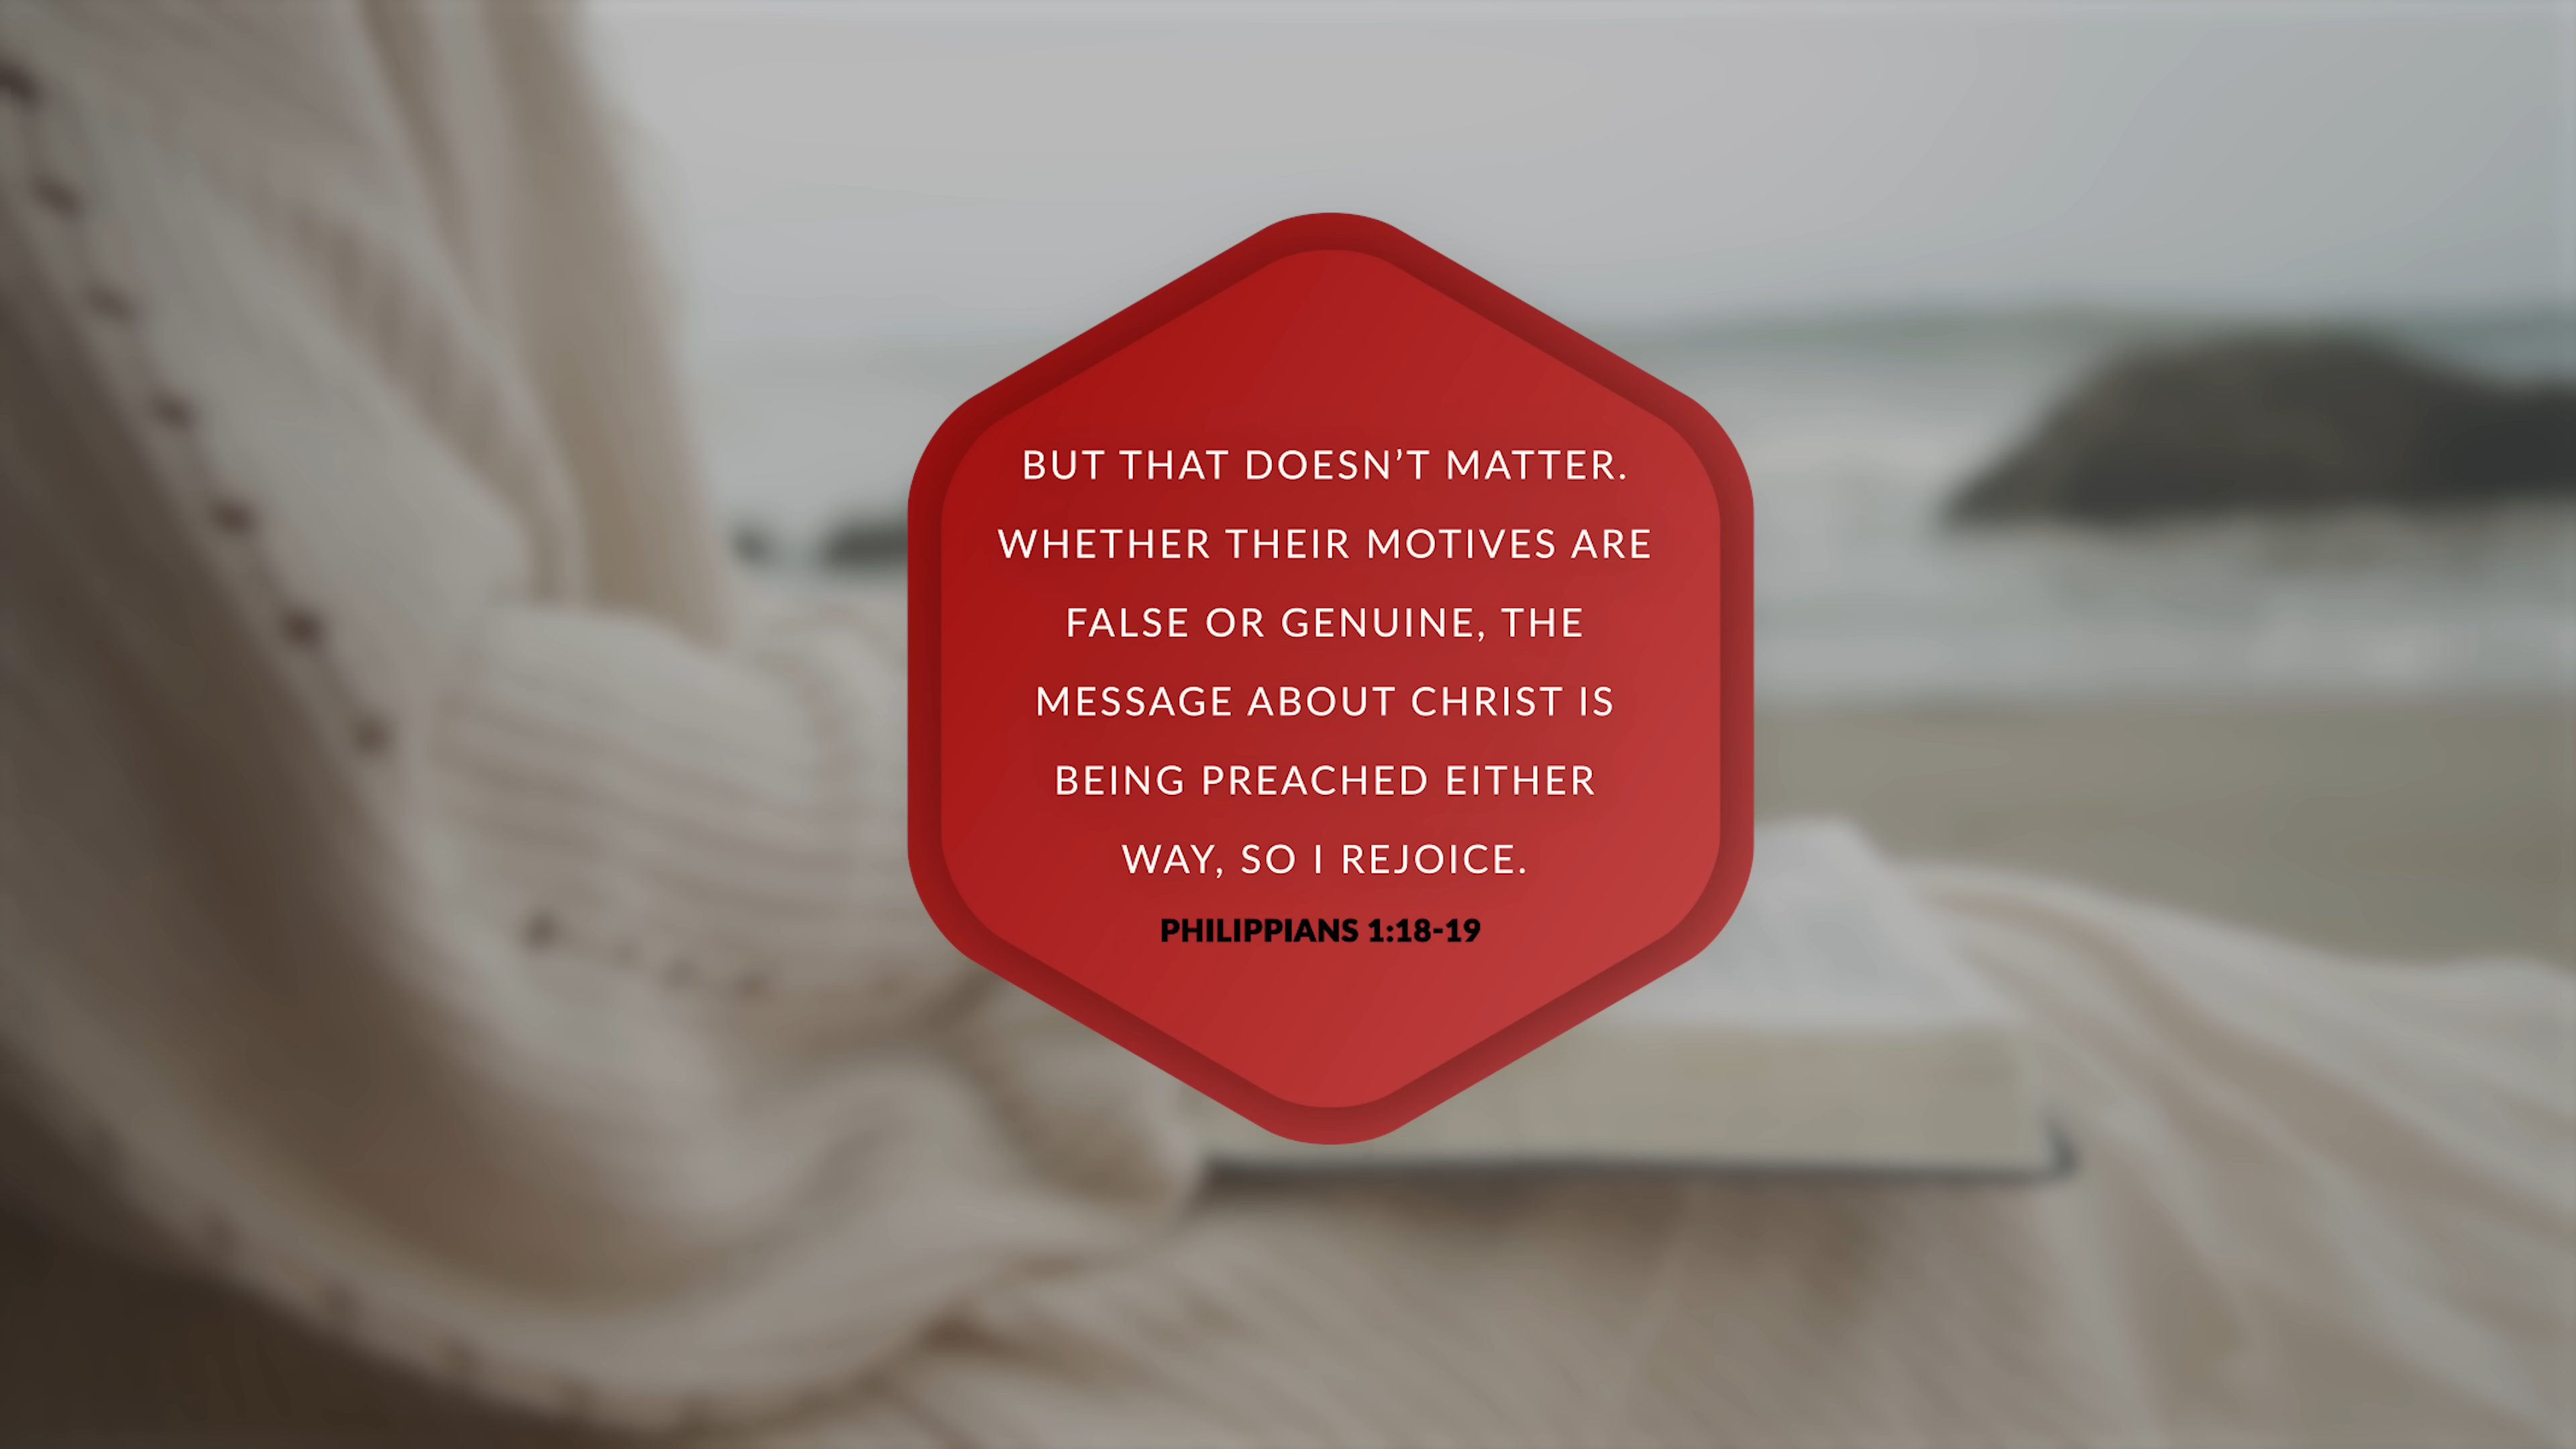 BUT THAT DOESN’T MATTER.
WHETHER THEIR MOTIVES ARE
FALSE OR GENUINE, THE
MESSAGE ABOUT CHRIST IS
BEING PREACHED EITHER
WAY, SO I REJOICE.
PHILIPPIANS 1:18-19